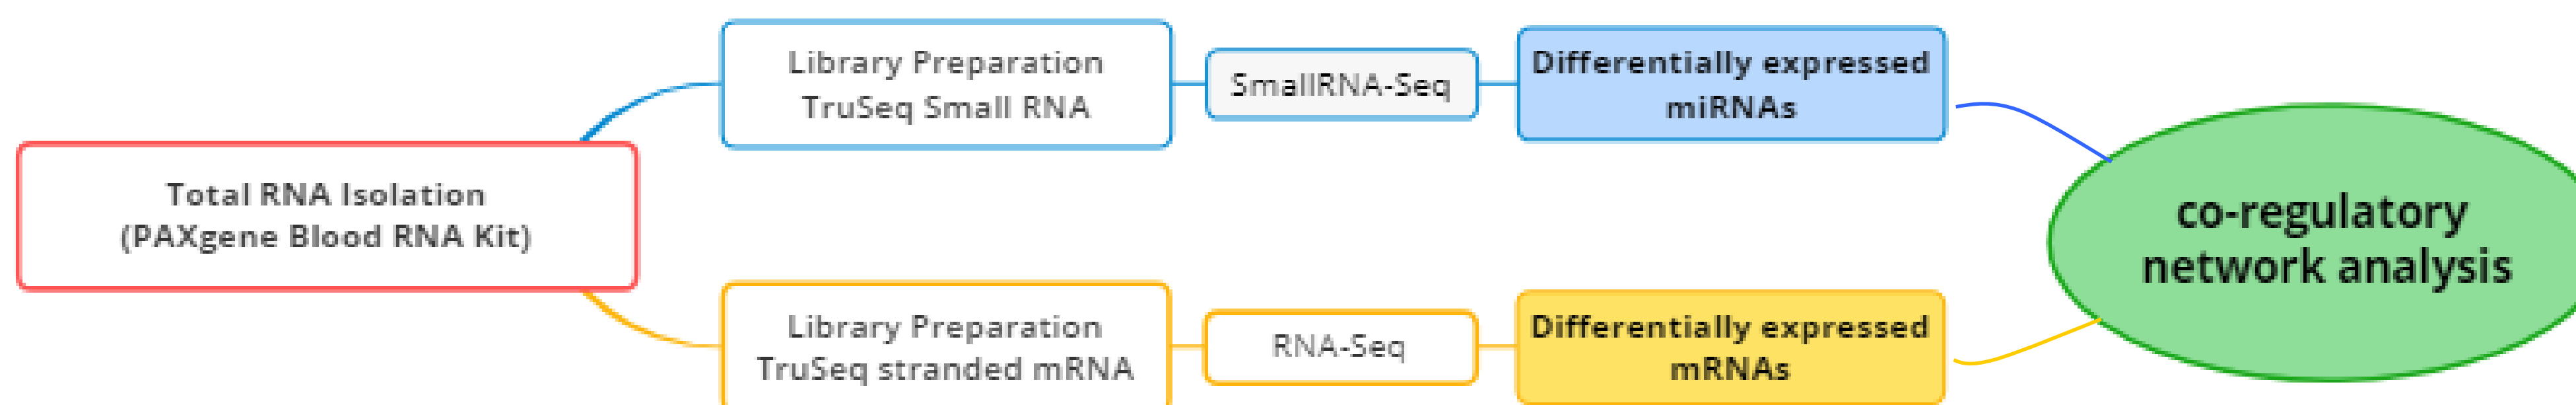 Total RNA Isolation
(PAXgene Blood RNA Kit)
Library Preparation
TruSeq Small RNA
SmallRNA-Seq
Differentially expressed
miRNAs
Library Preparation
TruSeq stranded mRNA
RNA-Seq
Differentially expressed
mRNAs
co-regulatory
network analysis